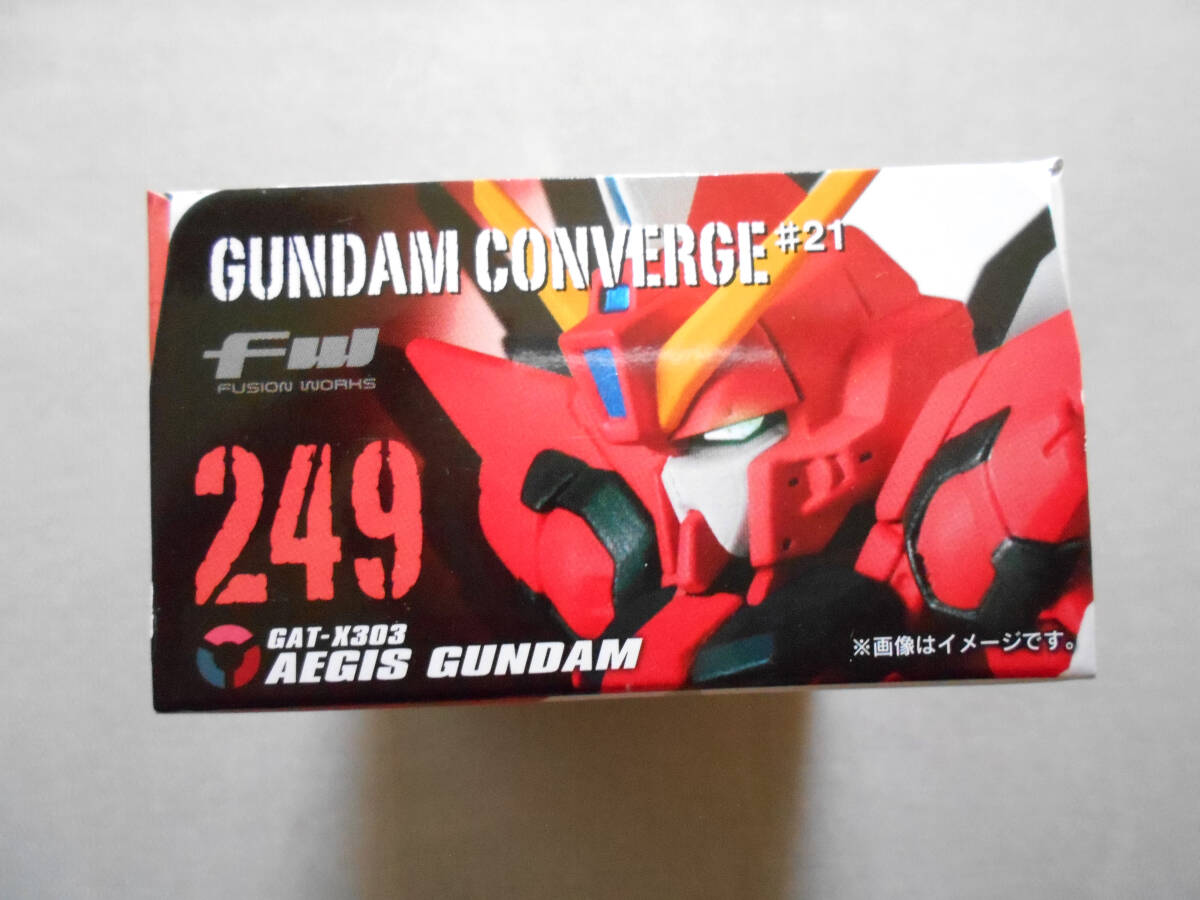 GUNDAM CONVERGE #21
FW
FUSION WORKS
249
GAT-X303
AEGIS GUNDAM
※画像はイメージです。